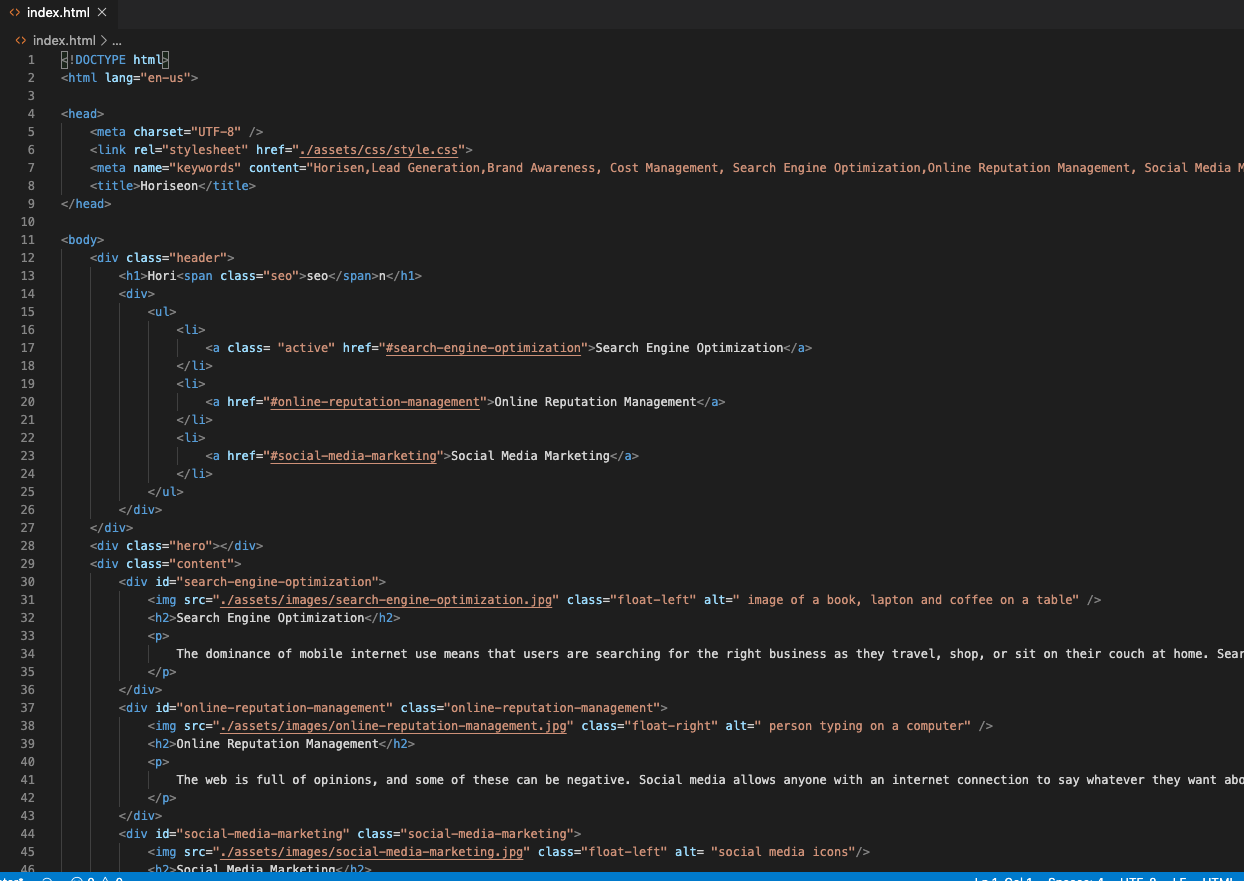 index.html
index.html > ...
1 <!DOCTYPE html>
2 <html lang="en-us">
3
4 <head>
5     <meta charset="UTF-8" />
6     <link rel="stylesheet" href="./assets/css/style.css">
7     <meta name="keywords" content="Horisen,Lead Generation,Brand Awareness, Cost Management, Search Engine Optimization,Online Reputation Management, Social Media M
8     <title>Horiseon</title>
9 </head>
10
11 <body>
12     <div class="header">
13         <h1>Hori<span class="seo">seo</span>n</h1>
14         <div>
15             <ul>
16                 <li>
17                     <a class= "active" href="#search-engine-optimization">Search Engine Optimization</a>
18                 </li>
19                 <li>
20                     <a href="#online-reputation-management">Online Reputation Management</a>
21                 </li>
22                 <li>
23                     <a href="#social-media-marketing">Social Media Marketing</a>
24                 </li>
25             </ul>
26         </div>
27     </div>
28     <div class="hero"></div>
29     <div class="content">
30         <div id="search-engine-optimization">
31             <img src="./assets/images/search-engine-optimization.jpg" class="float-left" alt=" image of a book, lapton and coffee on a table" />
32             <h2>Search Engine Optimization</h2>
33             <p>
34                 The dominance of mobile internet use means that users are searching for the right business as they travel, shop, or sit on their couch at home. Sear
35             </p>
36         </div>
37         <div id="online-reputation-management" class="online-reputation-management">
38             <img src="./assets/images/online-reputation-management.jpg" class="float-right" alt=" person typing on a computer" />
39             <h2>Online Reputation Management</h2>
40             <p>
41                 The web is full of opinions, and some of these can be negative. Social media allows anyone with an internet connection to say whatever they want abo
42             </p>
43         </div>
44         <div id="social-media-marketing" class="social-media-marketing">
45             <img src="./assets/images/social-media-marketing.jpg" class="float-left" alt= "social media icons"/>
46             <h2>Social Media Marketing</h2>